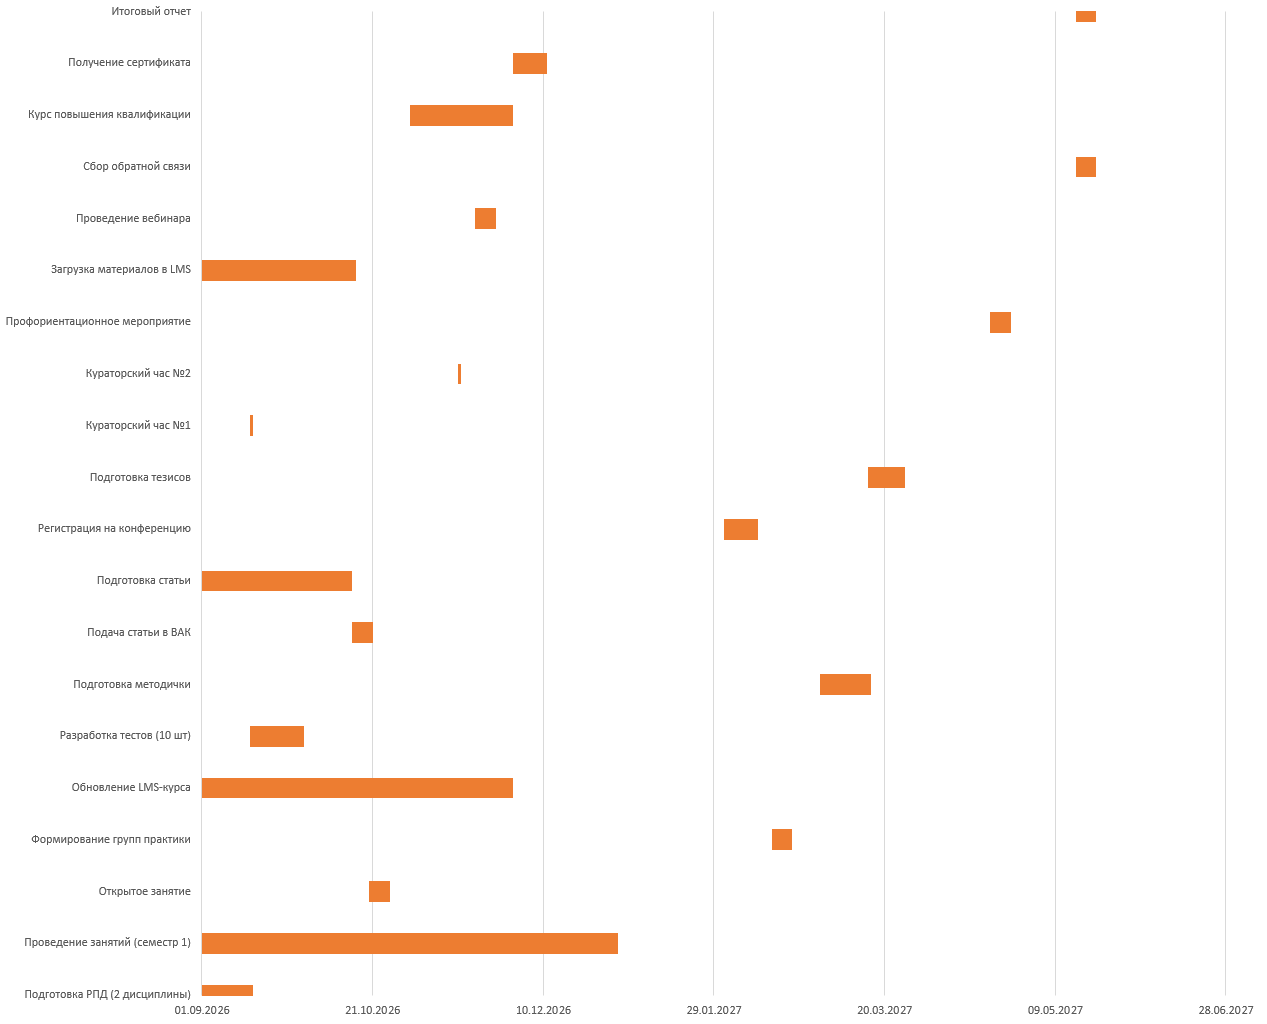 Итоговый отчет
Получение сертификата
Курс повышения квалификации
Сбор обратной связи
Проведение вебинара
Загрузка материалов в LMS
Профориентационное мероприятие
Кураторский час №2
Кураторский час №1
Подготовка тезисов
Регистрация на конференцию
Подготовка статьи
Подача статьи в ВАК
Подготовка методички
Разработка тестов (10 шт)
Обновление LMS-курса
Формирование групп практики
Открытое занятие
Проведение занятий (семестр 1)
Подготовка РПД (2 дисциплины)
01.09.2026 21.10.2026 10.12.2026 29.01.2027 20.03.2027 09.05.2027 28.06.2027